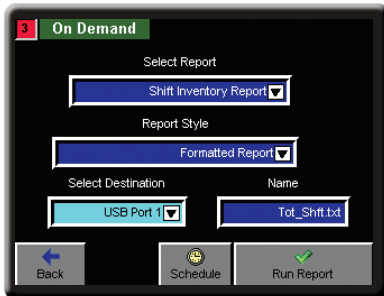 3 On Demand
Select Report
Shift Inventory Report
Report Style
Formatted Report
Select Destination Name
USB Port 1 Tot_Shft.txt
Back Schedule Run Report